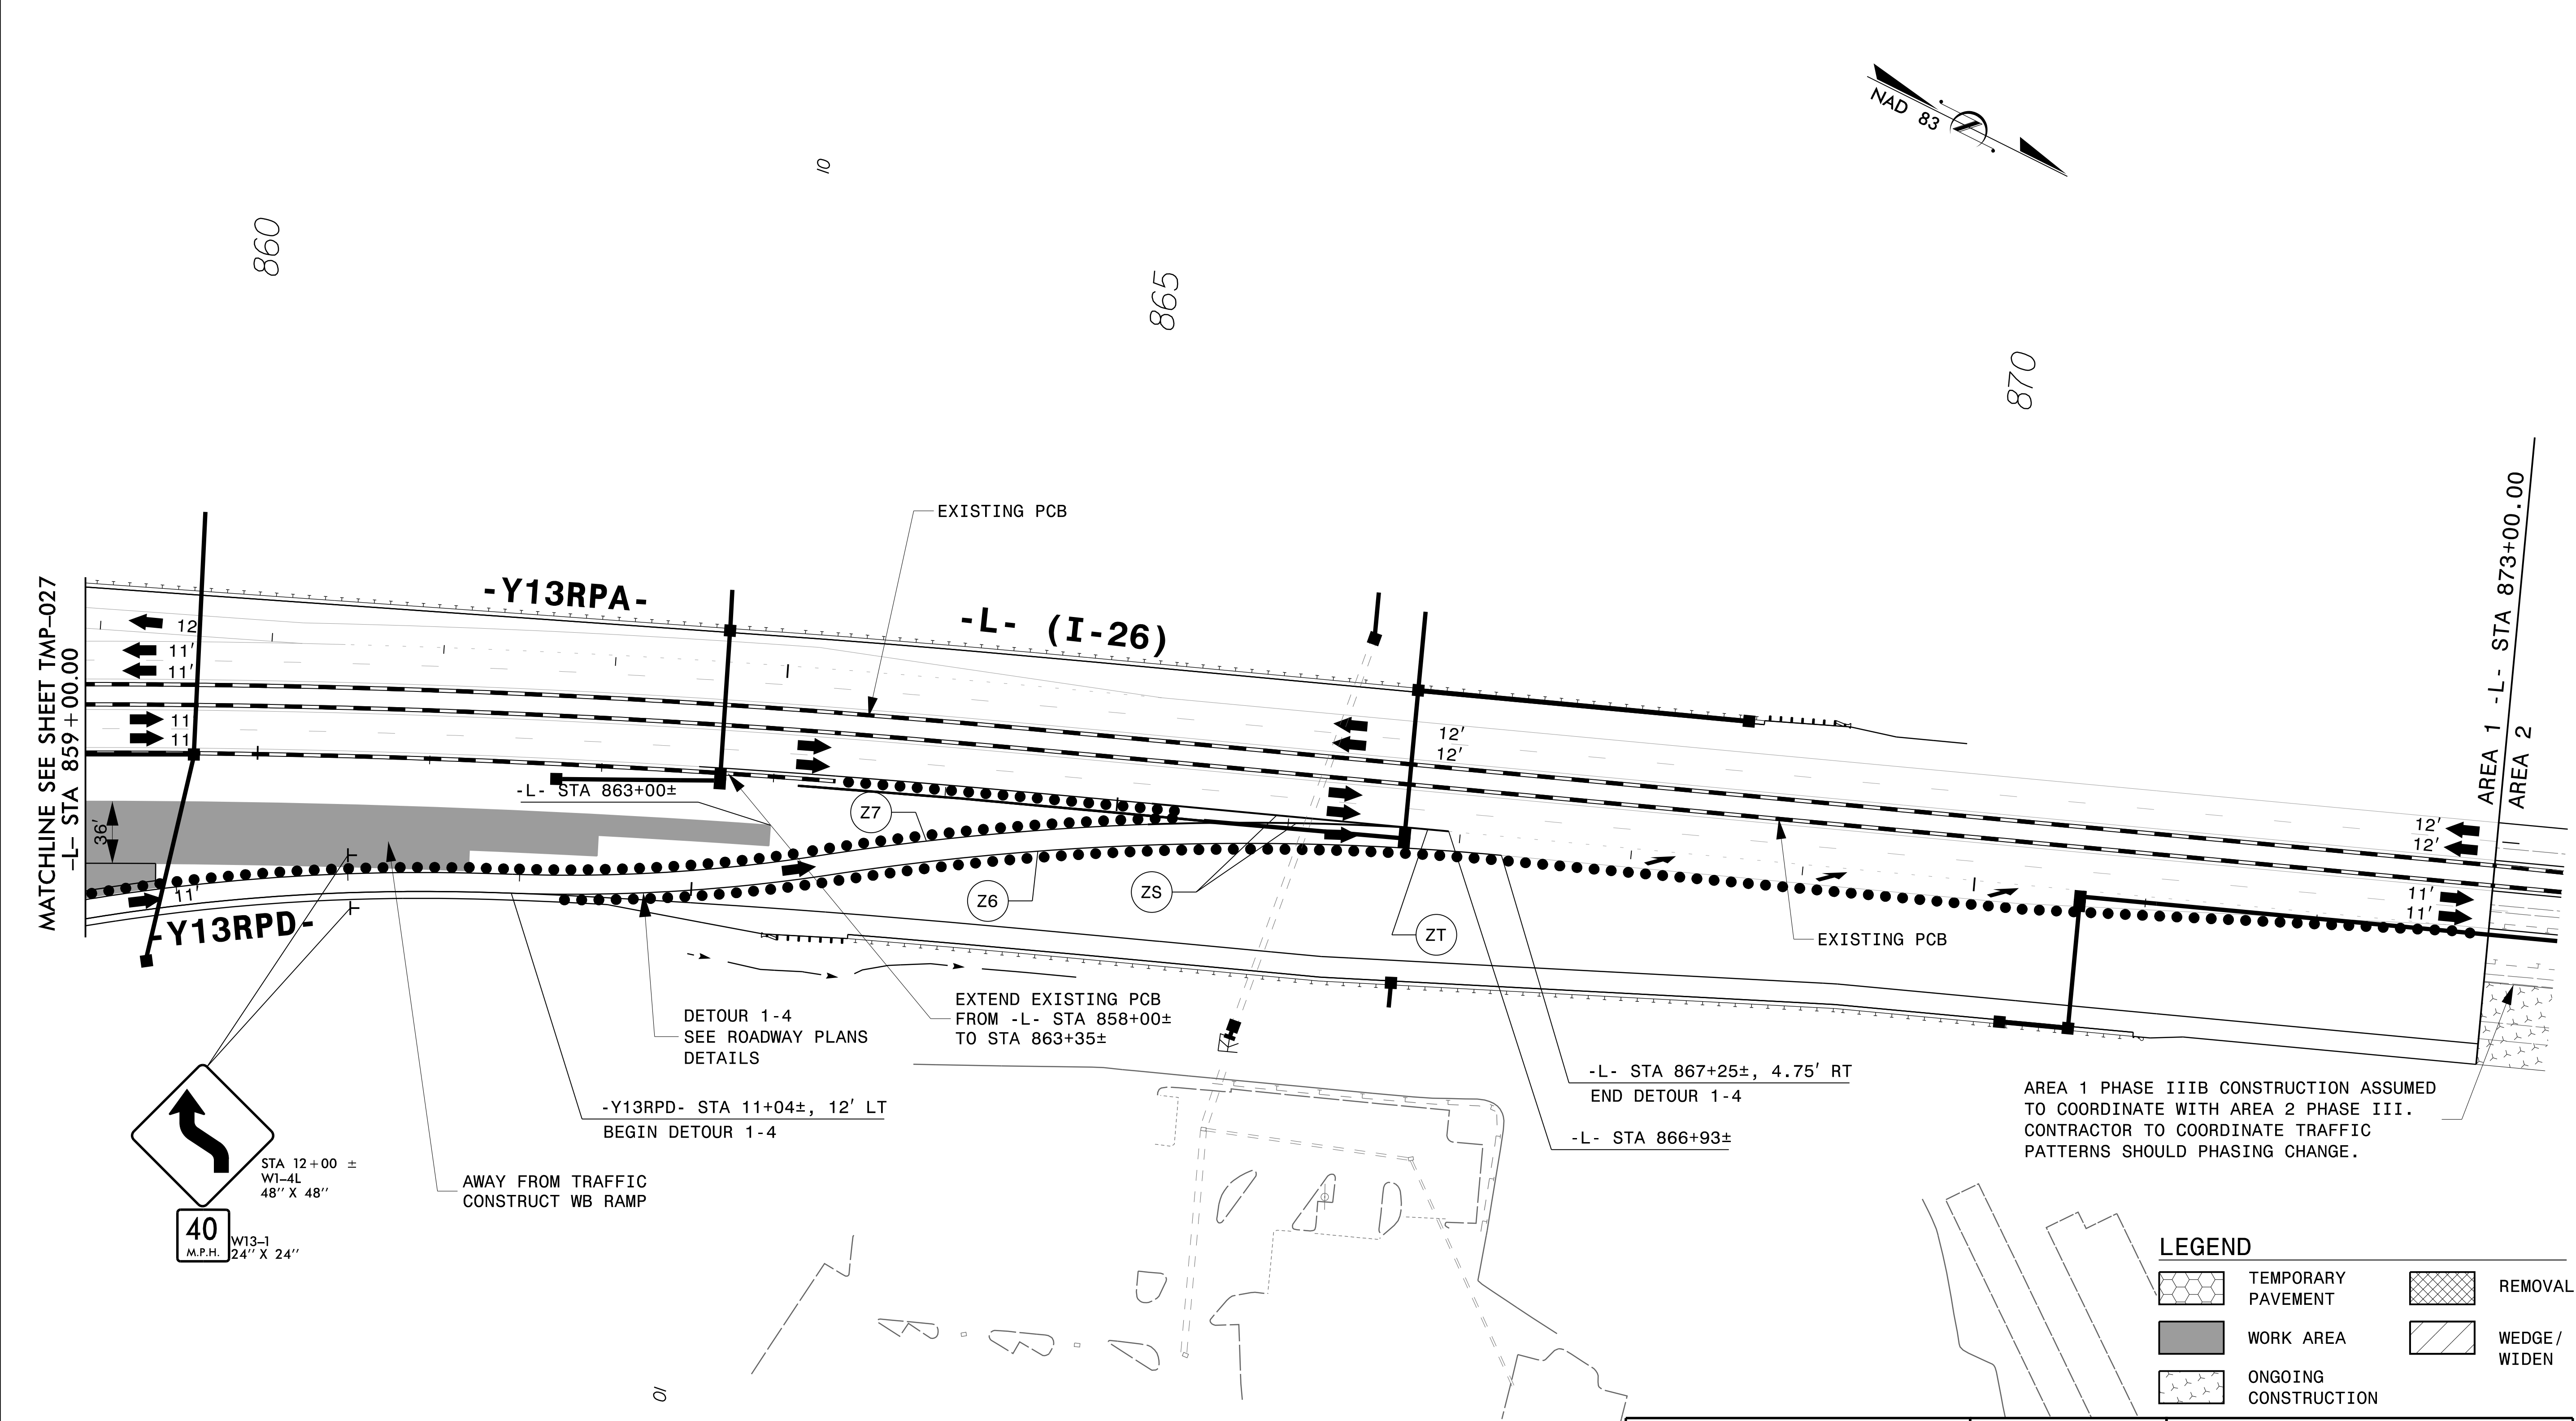 NAD 83
10
860
865
870
MATCHLINE SEE SHEET TMP-027
-L- STA 859+00.00
-Y13RPA-
EXISTING PCB
-L- (I-26)
AREA 1 -L- STA 873+00.00
AREA 2
12
11'
11'
11
11
-L- STA 863+00±
36'
11'
-Y13RPD-
Z7
Z6
ZS
ZT
12'
12'
12'
12'
11'
11'
EXISTING PCB
EXTEND EXISTING PCB
FROM -L- STA 858+00±
TO STA 863+35±
DETOUR 1-4
SEE ROADWAY PLANS
DETAILS
-Y13RPD- STA 11+04±, 12' LT
BEGIN DETOUR 1-4
-L- STA 867+25±, 4.75' RT
END DETOUR 1-4
-L- STA 866+93±
AREA 1 PHASE IIIB CONSTRUCTION ASSUMED
TO COORDINATE WITH AREA 2 PHASE III.
CONTRACTOR TO COORDINATE TRAFFIC
PATTERNS SHOULD PHASING CHANGE.
STA 12+00 ±
W1-4L
48'' X 48''
40
M.P.H.
W13-1
24'' X 24''
AWAY FROM TRAFFIC
CONSTRUCT WB RAMP
10
LEGEND
TEMPORARY
PAVEMENT
REMOVAL
WORK AREA
WEDGE/
WIDEN
ONGOING
CONSTRUCTION